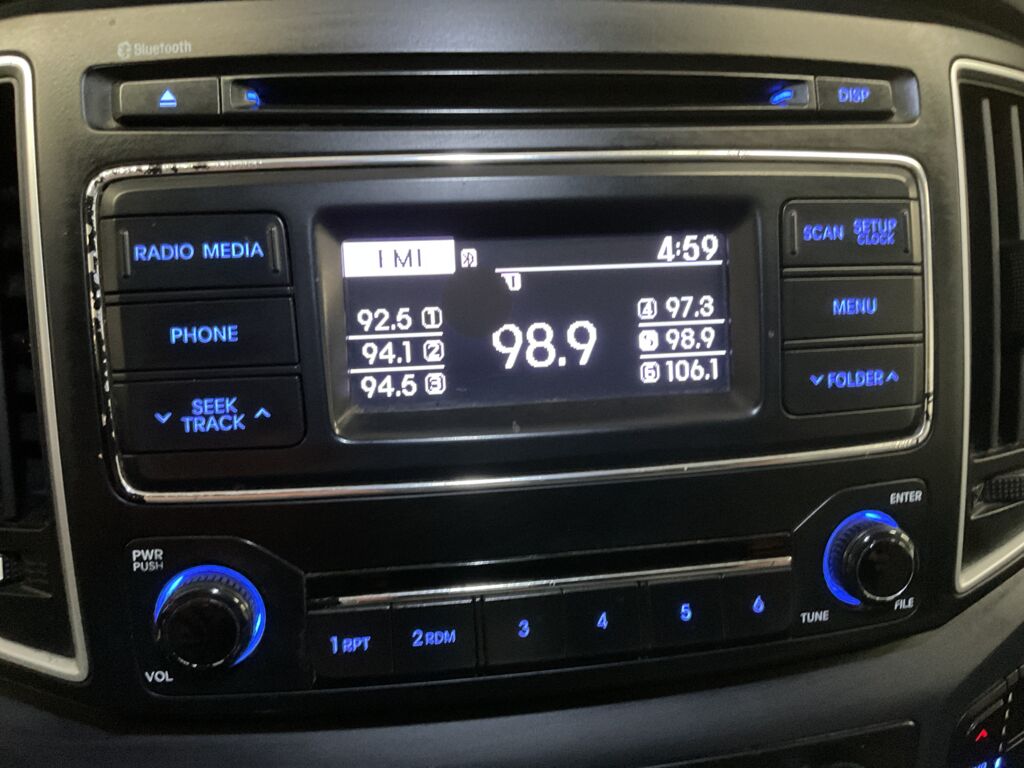 Bluetooth
DISP
RADIO MEDIA
PHONE
SEEK
TRACK
4:59
92.5 1
94.1 2
94.5 3
98.9
4 97.3
98.9
6 106.1
SCAN SETUP
CLOCK
MENU
FOLDER
PWR
PUSH
VOL
1 RPT
2 RDM
3
4
5
6
ENTER
TUNE
FILE